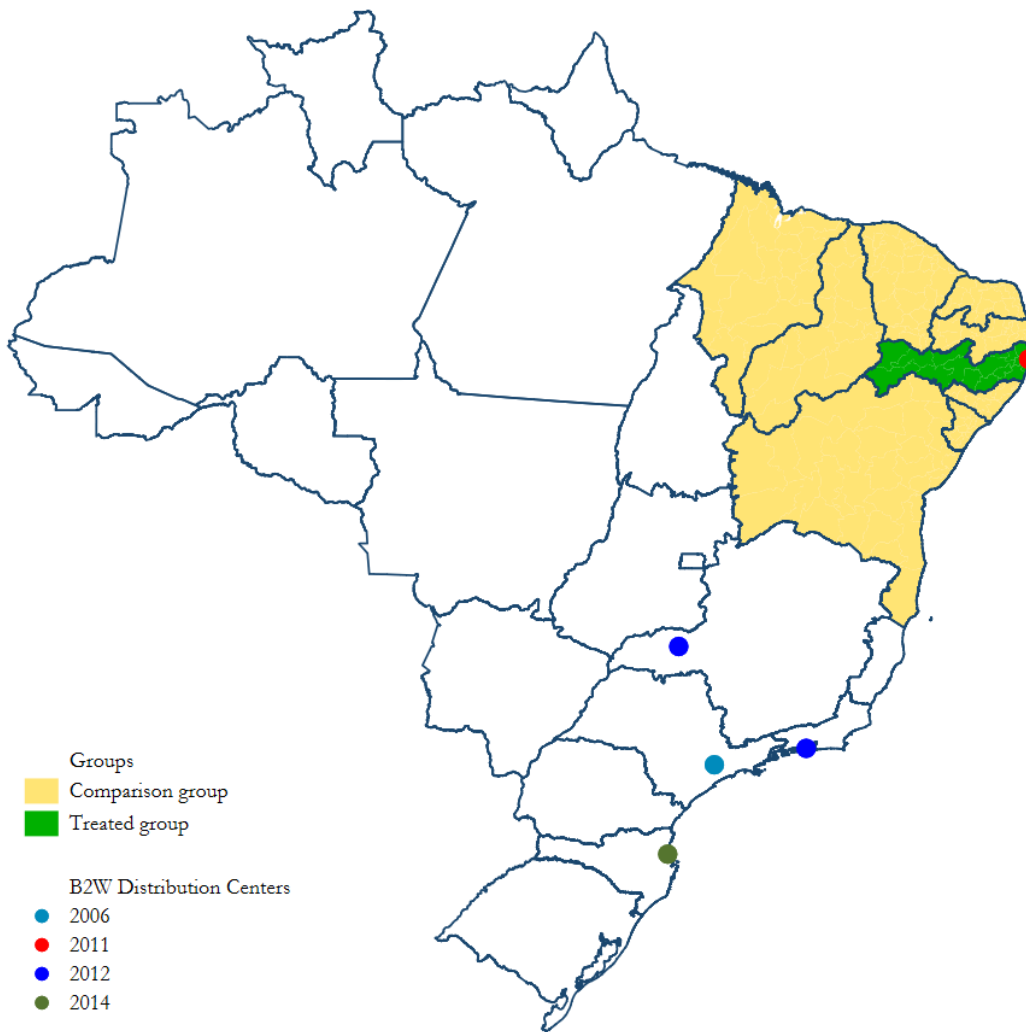 Groups
Comparison group
Treated group
B2W Distribution Centers
2006
2011
2012
2014